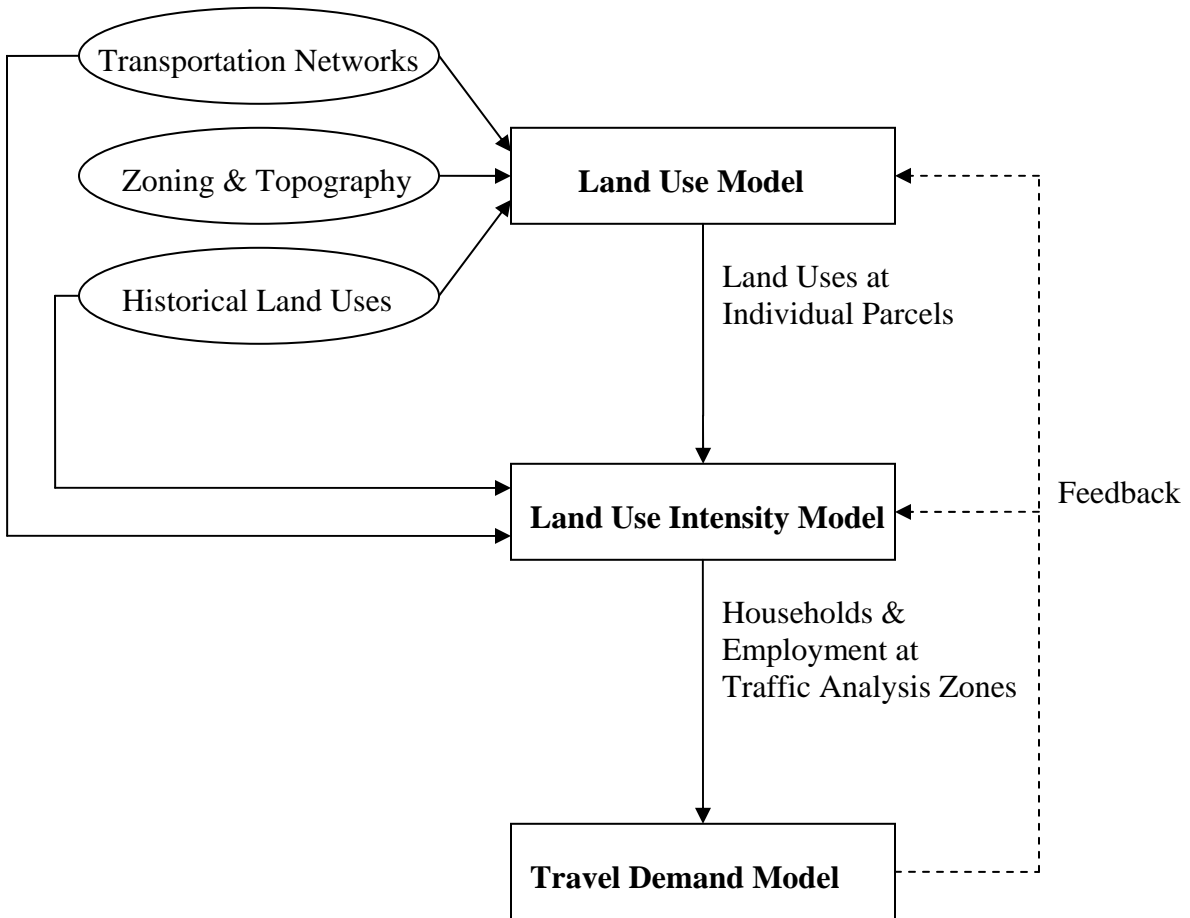 Transportation Networks
Zoning & Topography
Land Use Model
Historical Land Uses
Land Uses at
Individual Parcels
Land Use Intensity Model
Feedback
Households &
Employment at
Traffic Analysis Zones
Travel Demand Model